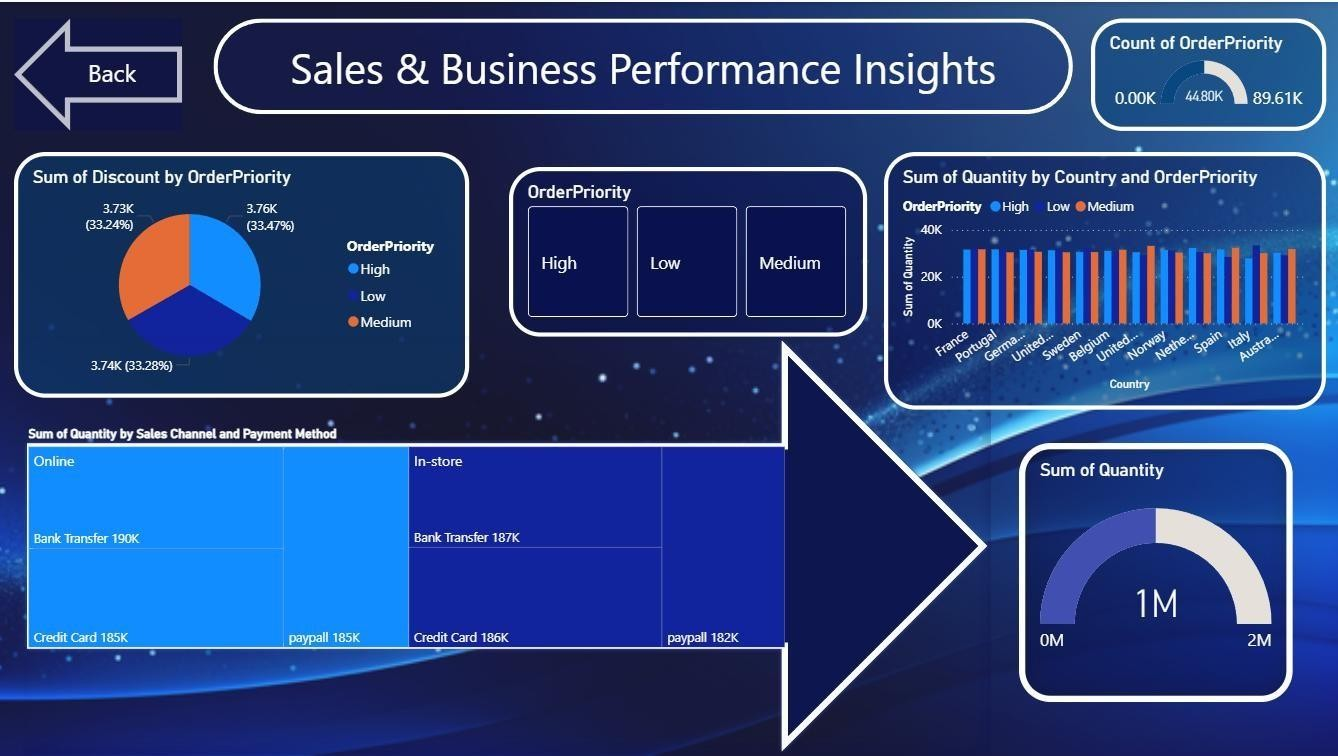 Back
Sales & Business Performance Insights
Count of OrderPriority
0.00K
44.80K
89.61K
Sum of Discount by OrderPriority
3.73K
(33.24%)
3.76K
(33.47%)
3.74K (33.28%)
OrderPriority
High
Low
Medium
OrderPriority
High
Low
Medium
Sum of Quantity by Country and OrderPriority
OrderPriority High Low Medium
Sum of Quantity
40K
20K
0K
France
Portugal
Germa...
United...
Sweden
Belgium
United...
Norway
Nethe...
Spain
Italy
Austra...
Country
Sum of Quantity by Sales Channel and Payment Method
Online
Bank Transfer 190K
Credit Card 185K
paypall 185K
In-store
Bank Transfer 187K
Credit Card 186K
paypall 182K
Sum of Quantity
1M
0M
2M